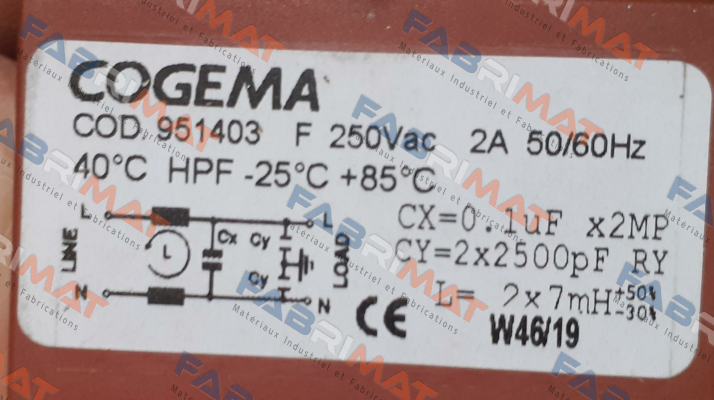 COGEMA
COD. 951403 F 250Vac 2A 50/60Hz
40°C HPF -25°C +85°C
CX=0.1uF x2MP
CY=2x2500pF RY
L= 2x7mH +50% -30%
LINE F L LOAD
Cx Cy
L
Cy
N N
CE W46/19
FABRIMAT
Matériaux Industriel et Fabrications